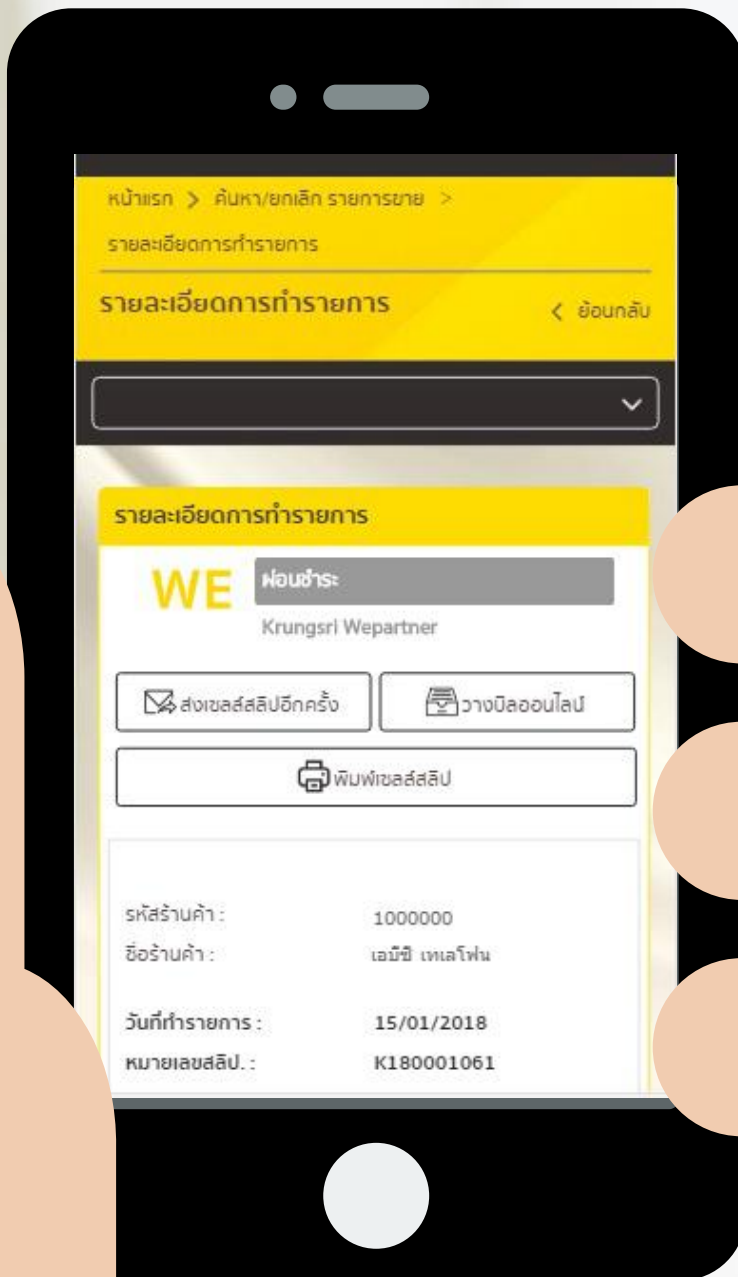 หน้าแรก > ค้นหา/ยกเลิก รายการขาย >
รายละเอียดการทำรายการ
รายละเอียดการทำรายการ < ย้อนกลับ
รายละเอียดการทำรายการ
WE ผ่อนชำระ
Krungsri Wepartner
ส่งเซลล์สลิปอีกครั้ง วางบิลออนไลน์
พิมพ์เซลล์สลิป
รหัสร้านค้า : 1000000
ชื่อร้านค้า : เอบีซี เทเลโฟน
วันที่ทำรายการ : 15/01/2018
หมายเลขสลิป. : K180001061